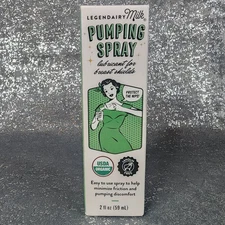 LEGENDAIRY Milk
PUMPING
SPRAY
lubricant for
breast shields
PROTECT
THE NIPS!
USDA
ORGANIC
Easy to use spray to help
minimize friction and
pumping discomfort
2 fl oz (59 mL)